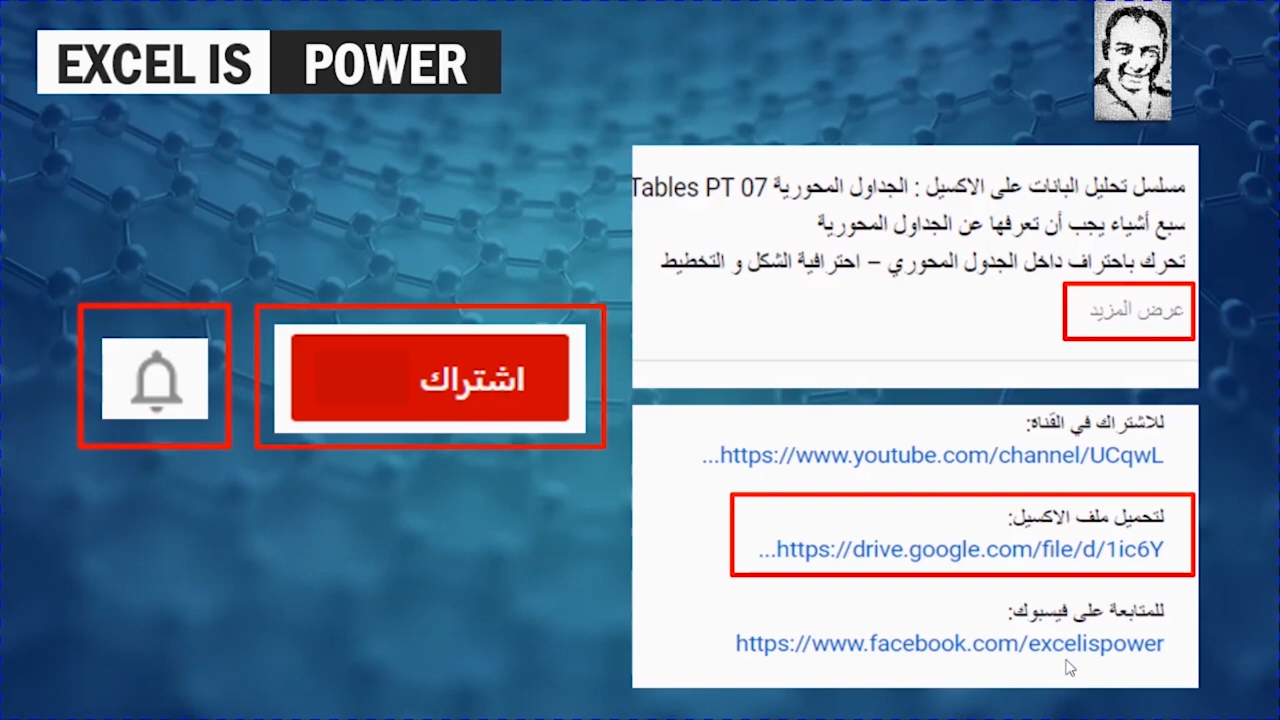 EXCEL IS POWER
مسلسل تحليل البانات على الاكسيل : الجداول المحورية Tables PT 07
سبع أشياء يجب أن تعرفها عن الجداول المحورية
تحرك باحتراف داخل الجدول المحوري – احترافية الشكل و التخطيط
عرض المزيد
اشتراك
للاشتراك في القناة:
https://www.youtube.com/channel/UCqwL...
لتحميل ملف الاكسيل:
https://drive.google.com/file/d/1ic6Y...
للمتابعة على فيسبوك:
https://www.facebook.com/excelispower